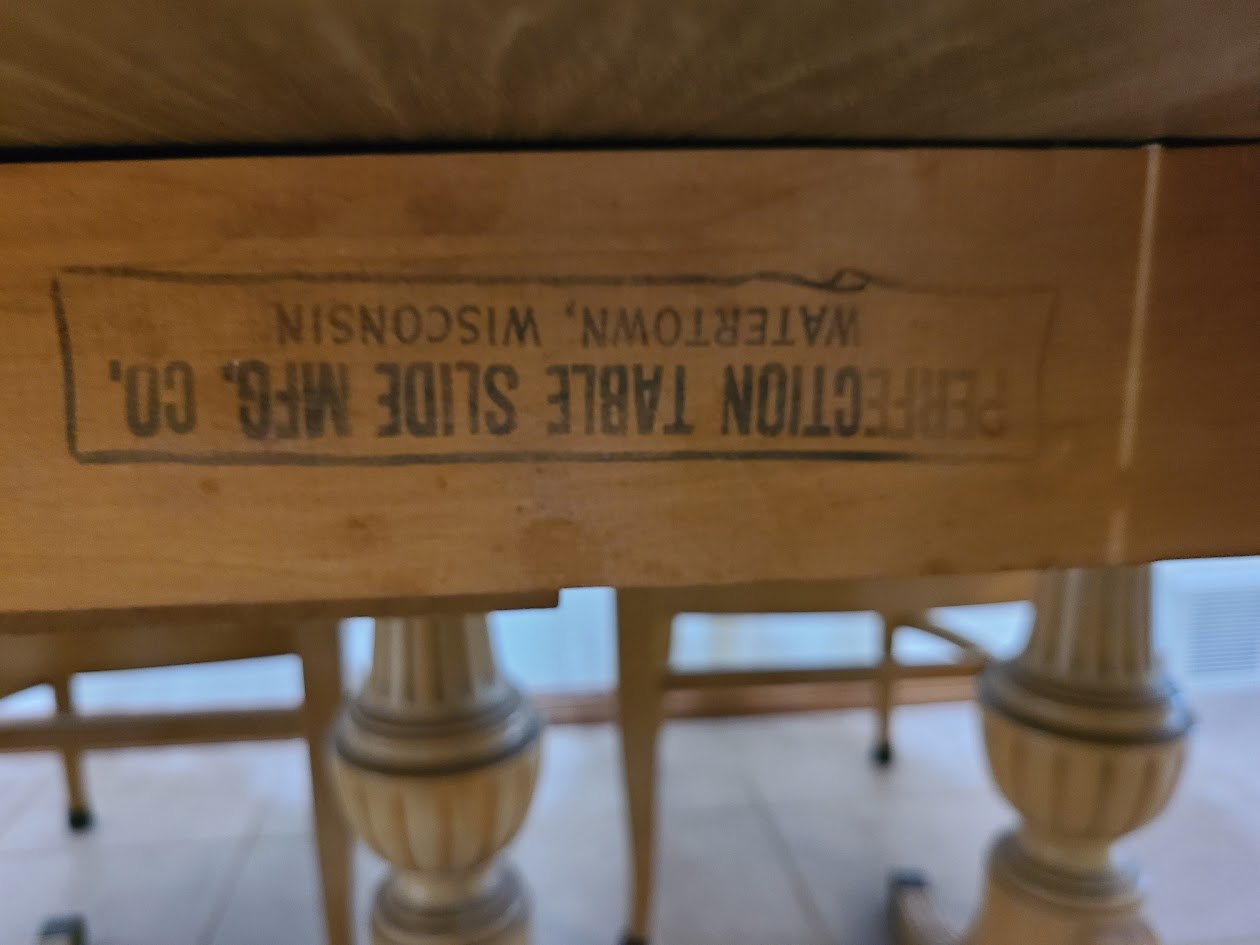 PERFECTION TABLE SLIDE MFG. CO.
WATERTOWN, WISCONSIN